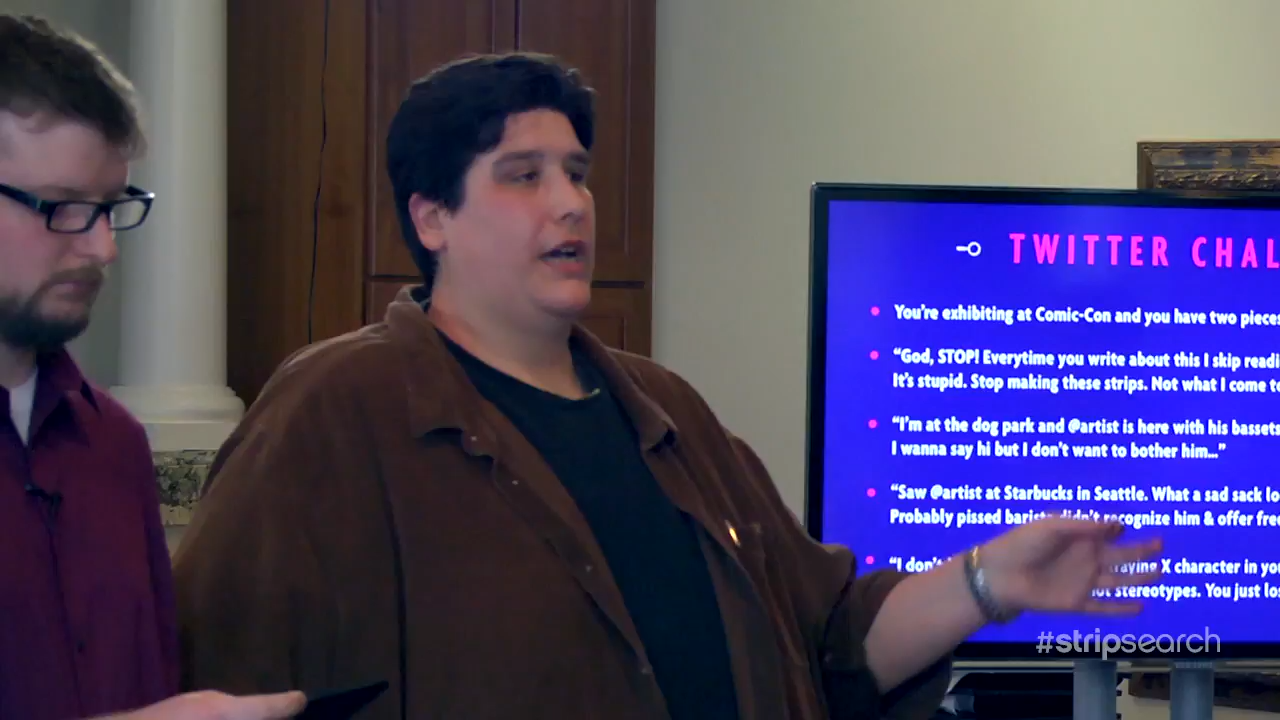 TWITTER CHAL
You're exhibiting at Comic-Con and you have two pieces
"God, STOP! Everytime you write about this I skip readi
It's stupid. Stop making these strips. Not what I come to
"I'm at the dog park and @artist is here with his bassets
I wanna say hi but I don't want to bother him..."
"Saw @artist at Starbucks in Seattle. What a sad sack lo
Probably pissed barista didn't recognize him & offer free
"I don't X character in you
stereotypes. You just los
#stripsearch